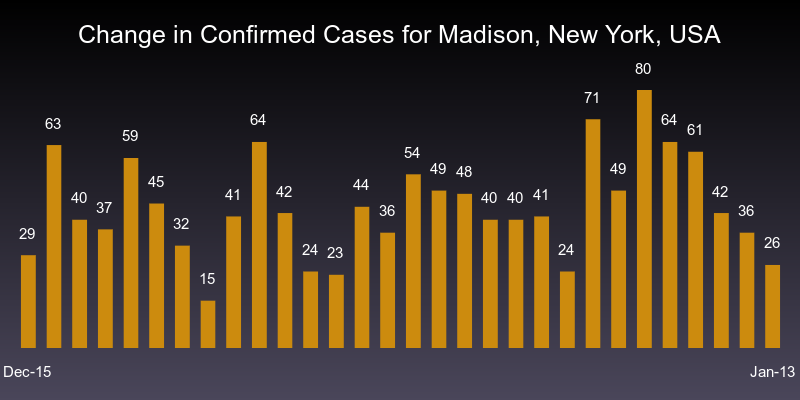 Change in Confirmed Cases for Madison, New York, USA
29 63 40 37 59 45 32 15 41 64 42 24 23 44 36 54 49 48 40 40 41 24 71 49 80 64 61 42 36 26
Dec-15 Jan-13